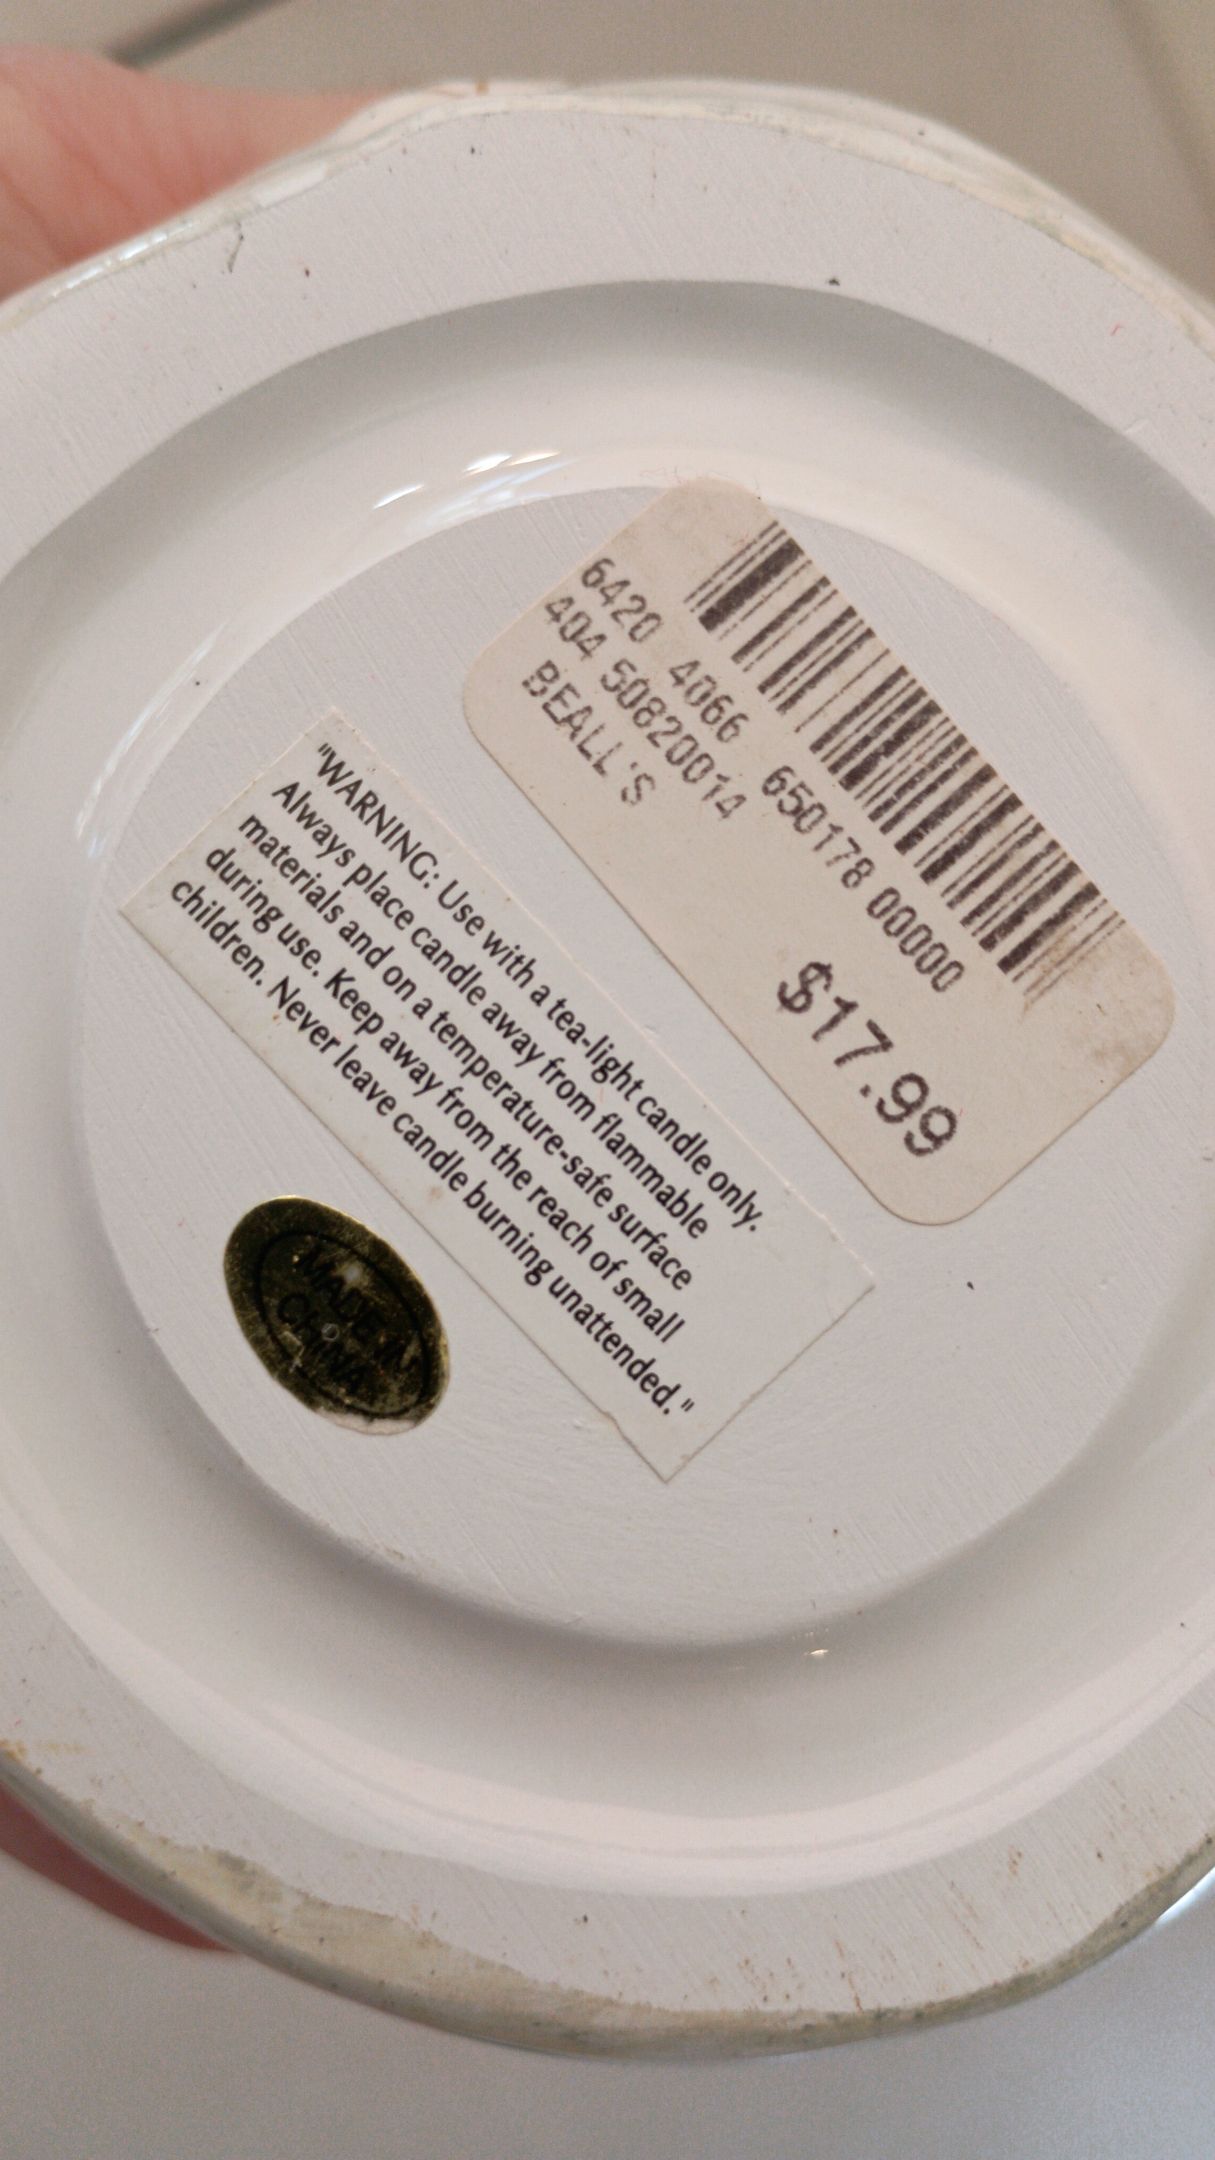 6420 4066 650178 00000
404 50820014
BEALL'S
$17.99
"WARNING: Use with a tea-light candle only.
Always place candle away from flammable
materials and on a temperature-safe surface
during use. Keep away from the reach of small
children. Never leave candle burning unattended."
MADE IN
CHINA